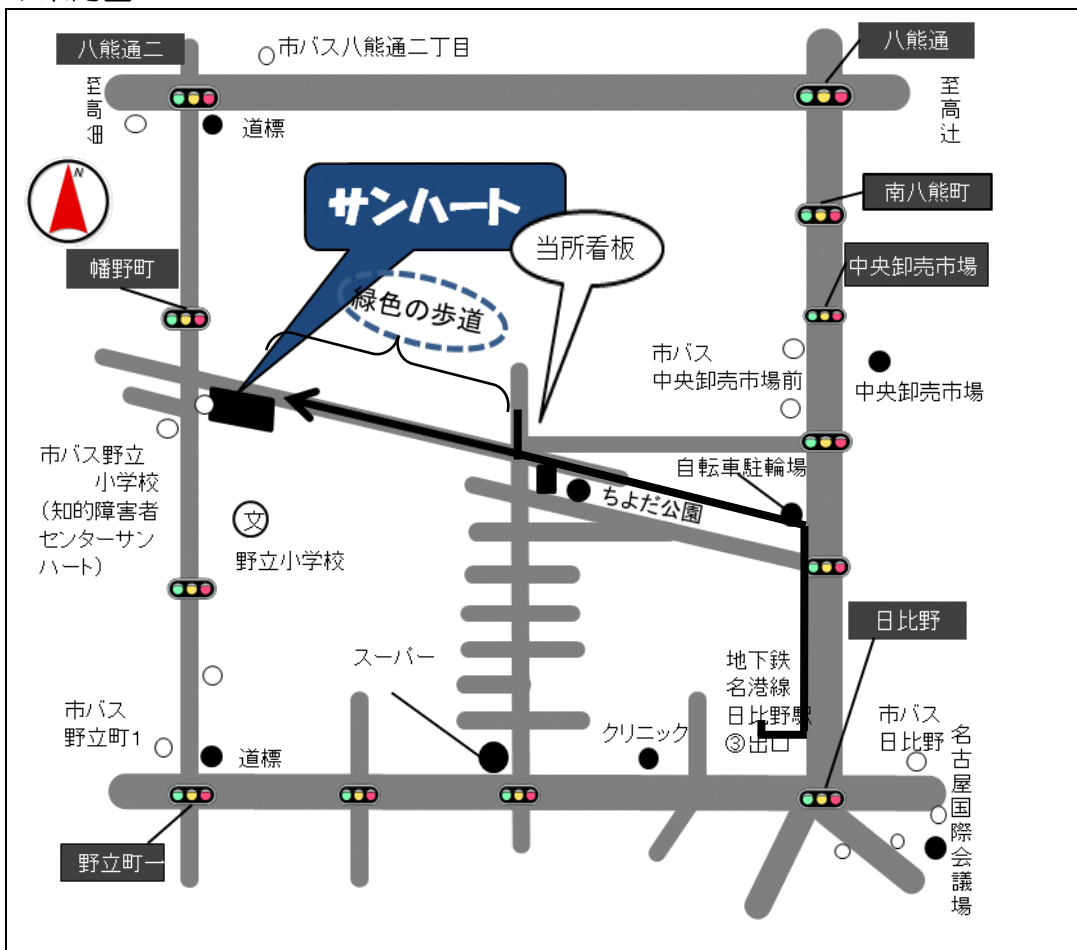 八熊通二
市バス八熊通二丁目
八熊通
至高畑
道標
至高辻
N
サンハート
南八熊町
当所看板
幡野町
中央卸売市場
緑色の歩道
市バス
中央卸売市場前
中央卸売市場
市バス野立
小学校
(知的障害者
センターサン
ハート)
自転車駐輪場
ちよだ公園
文
野立小学校
日比野
スーパー
地下鉄
名港線
日比野駅
③出口
市バス
野立町1
道標
クリニック
市バス
日比野
名古屋国際会議場
野立町一